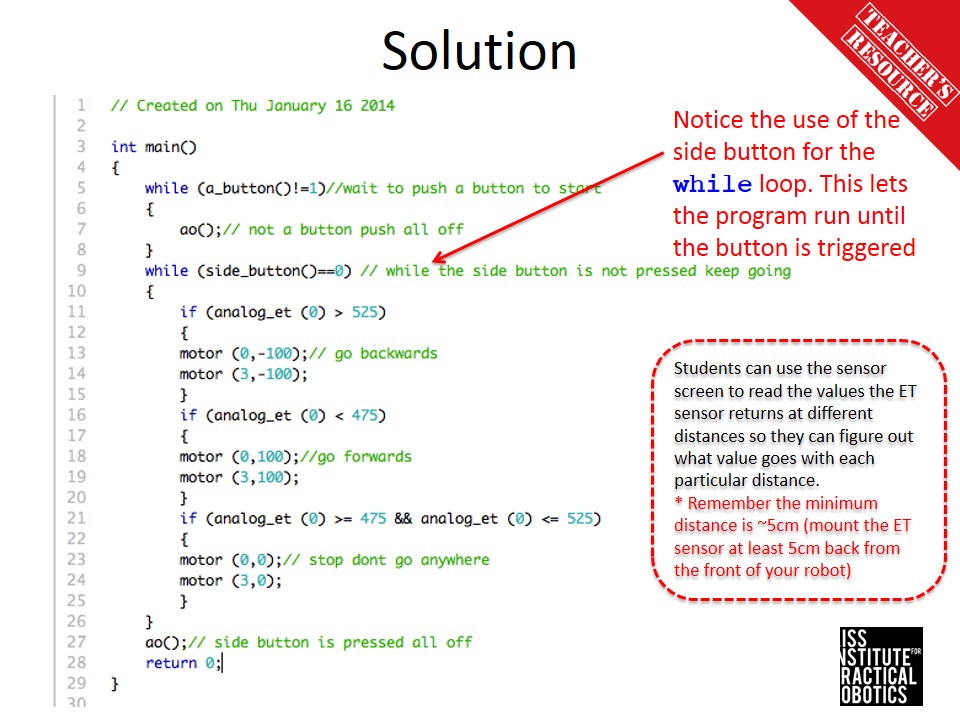 Solution
TEACHER'S
RESOURCE
1 // Created on Thu January 16 2014
2
3 int main()
4 {
5 while (a_button()!=1)//wait to push a button to start
6 {
7 ao();// not a button push all off
8 }
9 while (side_button()==0) // while the side button is not pressed keep going
10 {
11 if (analog_et (0) > 525)
12 {
13 motor (0,-100);// go backwards
14 motor (3,-100);
15 }
16 if (analog_et (0) < 475)
17 {
18 motor (0,100);//go forwards
19 motor (3,100);
20 }
21 if (analog_et (0) >= 475 && analog_et (0) <= 525)
22 {
23 motor (0,0);// stop dont go anywhere
24 motor (3,0);
25 }
26 }
27 ao();// side button is pressed all off
28 return 0;
29 }
30
Notice the use of the
side button for the
while loop. This lets
the program run until
the button is triggered
Students can use the sensor
screen to read the values the ET
sensor returns at different
distances so they can figure out
what value goes with each
particular distance.
* Remember the minimum
distance is ~5cm (mount the ET
sensor at least 5cm back from
the front of your robot)
ISS
NSTITUTE FOR
RACTICAL
OBOTICS